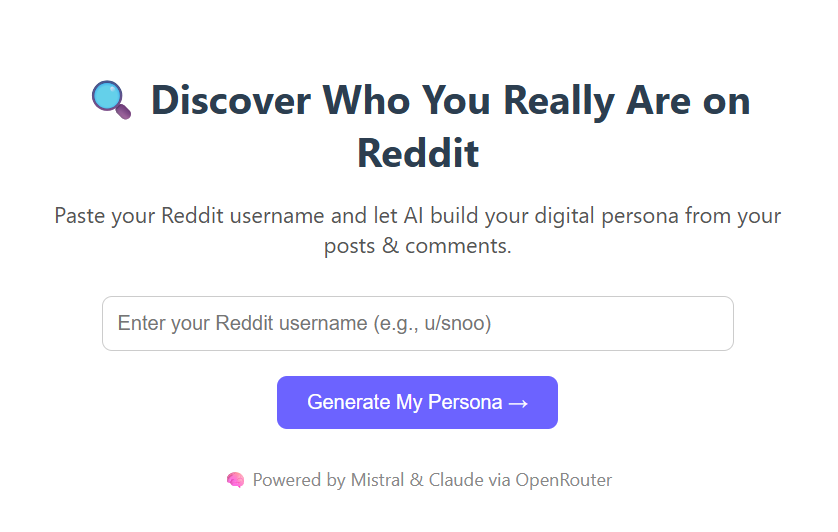 Discover Who You Really Are on
Reddit
Paste your Reddit username and let AI build your digital persona from your
posts & comments.
Enter your Reddit username (e.g., u/snoo)
Generate My Persona →
Powered by Mistral & Claude via OpenRouter